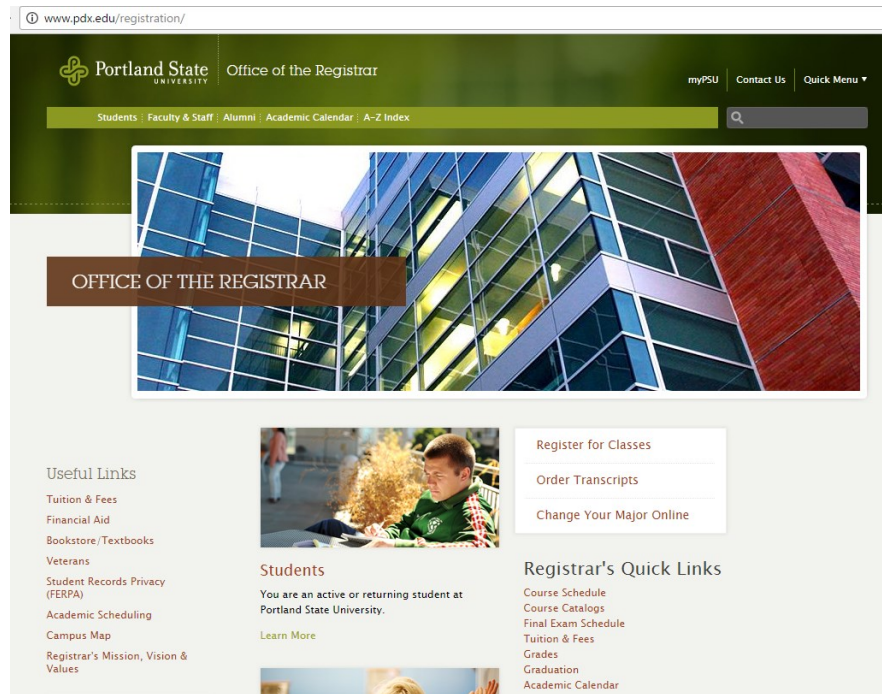 www.pdx.edu/registration/
Portland State
UNIVERSITY
Office of the Registrar
myPSU
Contact Us
Quick Menu
Students
Faculty & Staff
Alumni
Academic Calendar
A-Z Index
OFFICE OF THE REGISTRAR
Useful Links
Tuition & Fees
Financial Aid
Bookstore/Textbooks
Veterans
Student Records Privacy
(FERPA)
Academic Scheduling
Campus Map
Registrar's Mission, Vision &
Values
Students
You are an active or returning student at
Portland State University.
Learn More
Register for Classes
Order Transcripts
Change Your Major Online
Registrar's Quick Links
Course Schedule
Course Catalogs
Final Exam Schedule
Tuition & Fees
Grades
Graduation
Academic Calendar